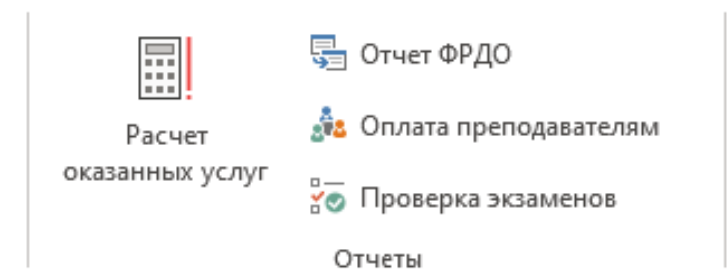 Расчет
оказанных услуг
Отчет ФРДО
Оплата преподавателям
Проверка экзаменов
Отчеты